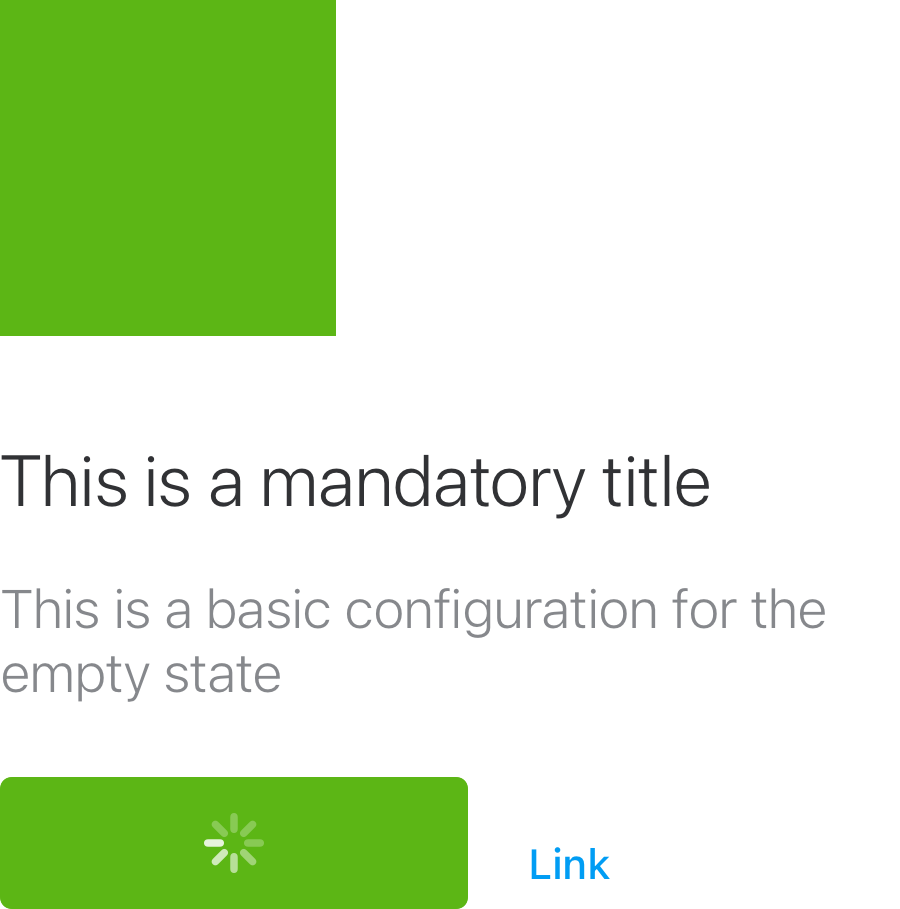 This is a mandatory title
This is a basic configuration for the
empty state
Link